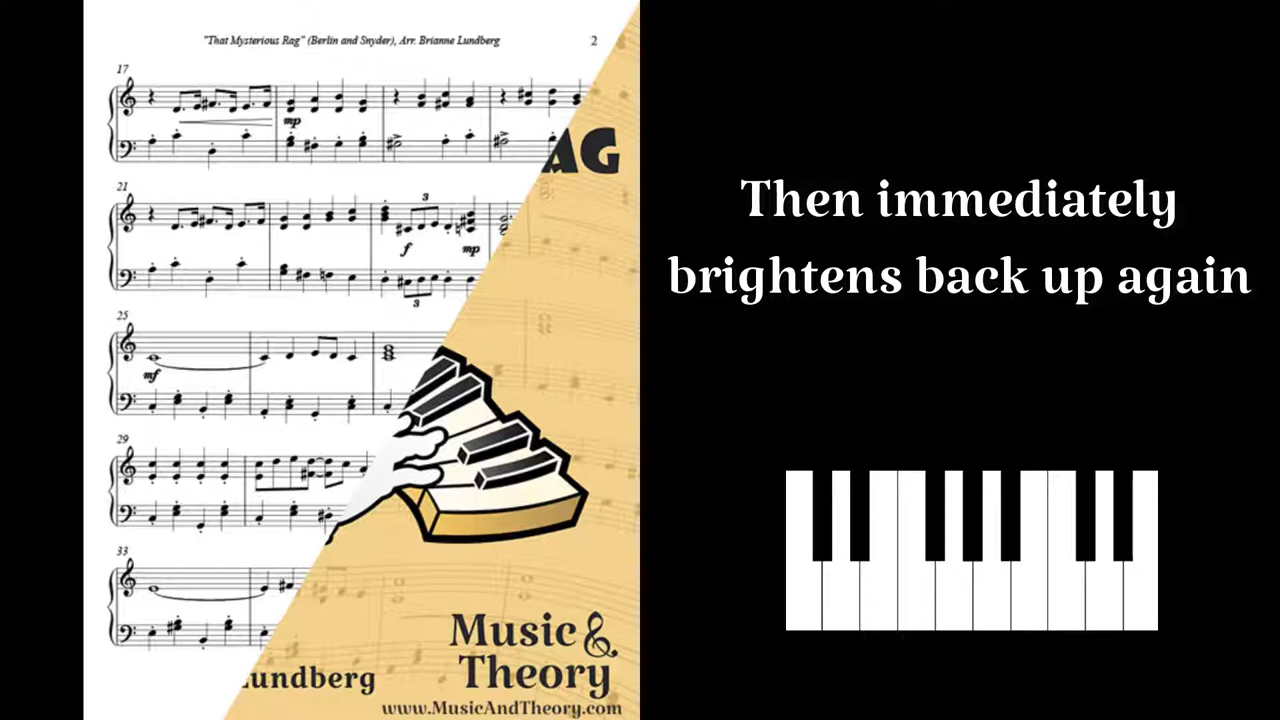 "That Mysterious Rag" (Berlin and Snyder), Arr. Brianne Lundberg
2
17
mp
AG
21
3
f
mp
3
25
mf
29
33
Lundberg
Music &
Theory
www.MusicAndTheory.com
Then immediately
brightens back up again